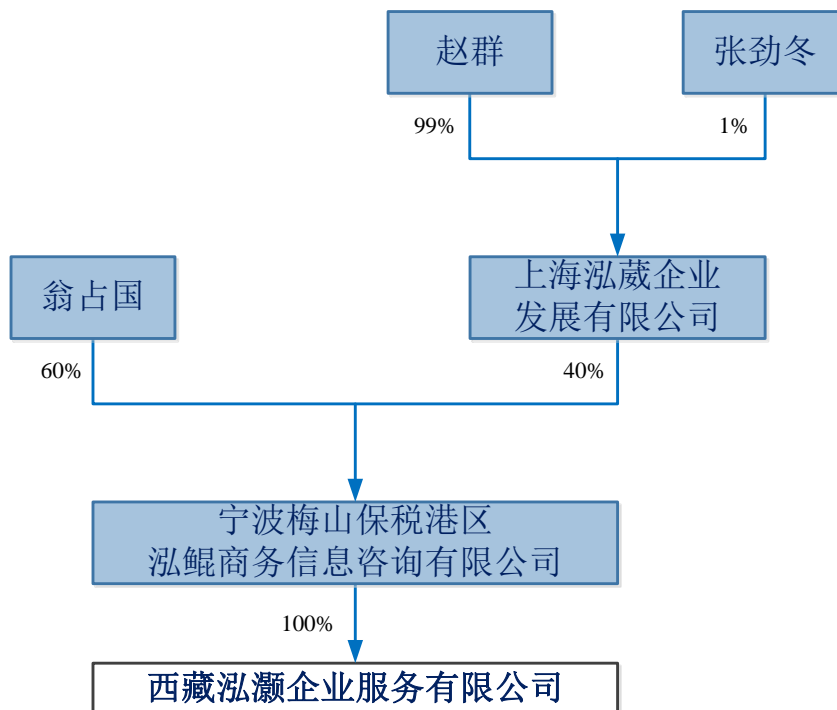 赵群
张劲冬
99%
1%
翁占国
上海泓葳企业
发展有限公司
60%
40%
宁波梅山保税港区
泓鲲商务信息咨询有限公司
100%
西藏泓灏企业服务有限公司